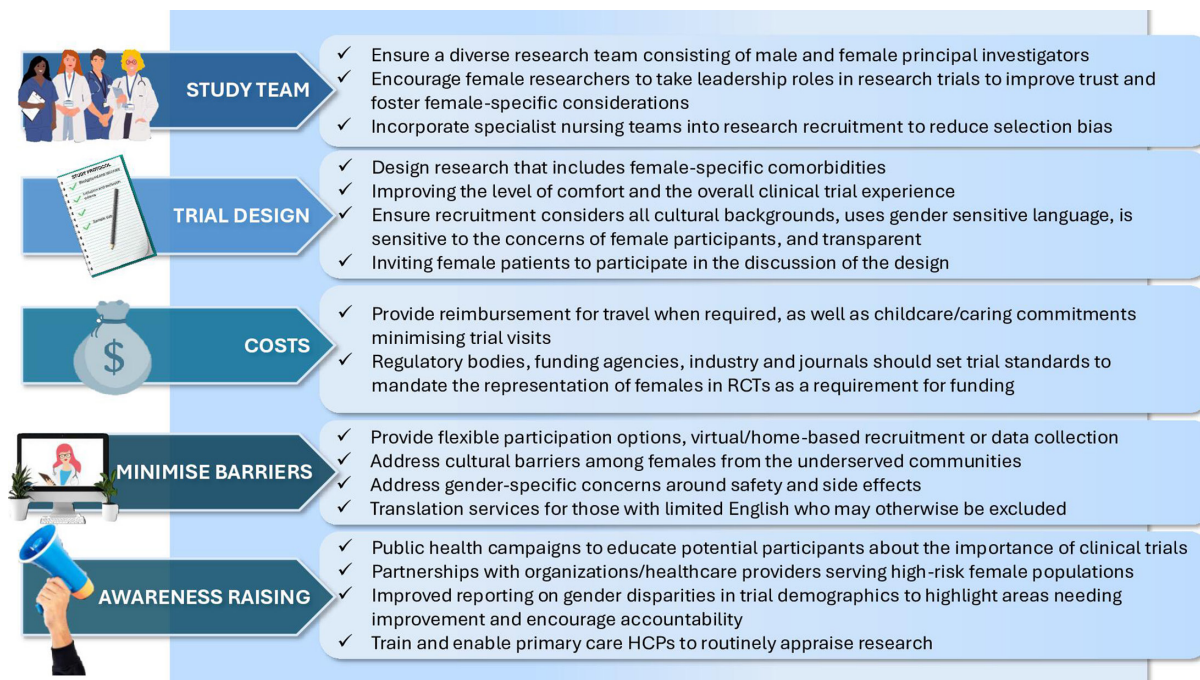 STUDY TEAM
✓ Ensure a diverse research team consisting of male and female principal investigators
✓ Encourage female researchers to take leadership roles in research trials to improve trust and
foster female-specific considerations
✓ Incorporate specialist nursing teams into research recruitment to reduce selection bias
STUDY PROTOCOL
TRIAL DESIGN
✓ Design research that includes female-specific comorbidities
✓ Improving the level of comfort and the overall clinical trial experience
✓ Ensure recruitment considers all cultural backgrounds, uses gender sensitive language, is
sensitive to the concerns of female participants, and transparent
✓ Inviting female patients to participate in the discussion of the design
$
COSTS
✓ Provide reimbursement for travel when required, as well as childcare/caring commitments
minimising trial visits
✓ Regulatory bodies, funding agencies, industry and journals should set trial standards to
mandate the representation of females in RCTs as a requirement for funding
MINIMISE BARRIERS
✓ Provide flexible participation options, virtual/home-based recruitment or data collection
✓ Address cultural barriers among females from the underserved communities
✓ Address gender-specific concerns around safety and side effects
✓ Translation services for those with limited English who may otherwise be excluded
AWARENESS RAISING
✓ Public health campaigns to educate potential participants about the importance of clinical trials
✓ Partnerships with organizations/healthcare providers serving high-risk female populations
✓ Improved reporting on gender disparities in trial demographics to highlight areas needing
improvement and encourage accountability
✓ Train and enable primary care HCPs to routinely appraise research